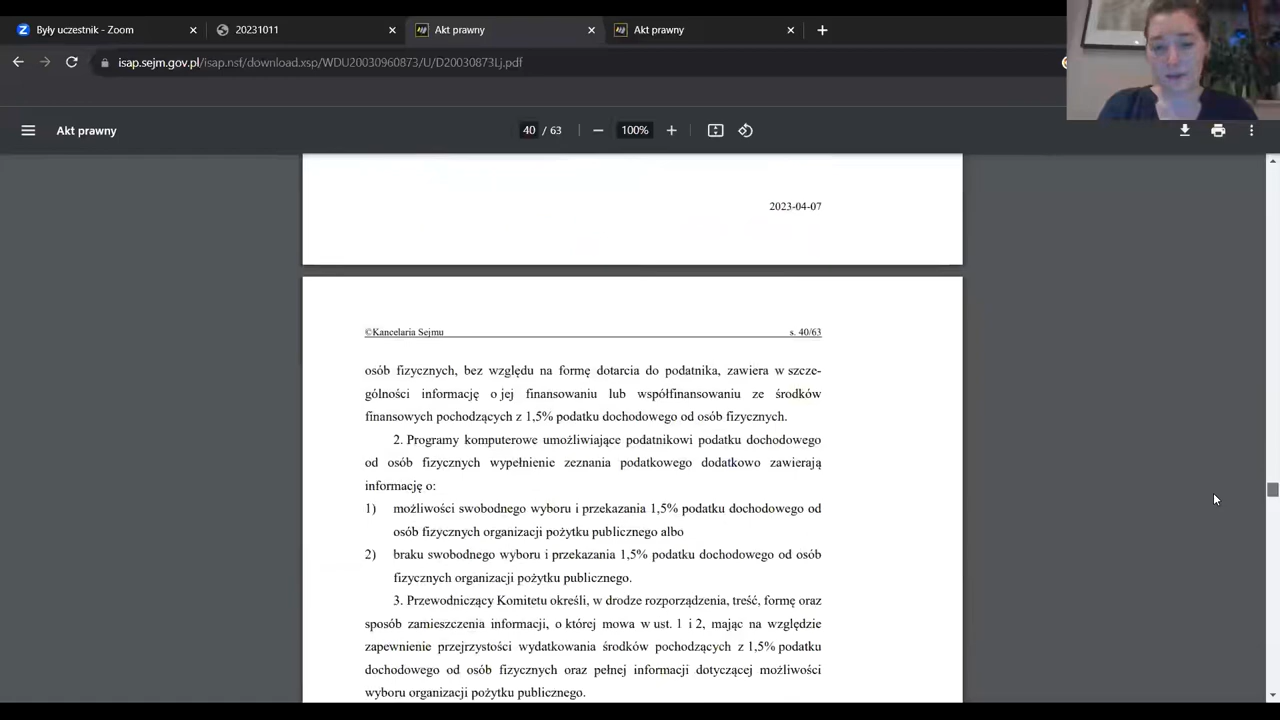 Były uczestnik - Zoom
20231011
Akt prawny
Akt prawny
isap.sejm.gov.pl/isap.nsf/download.xsp/WDU20030960873/U/D20030873Lj.pdf
Akt prawny
40 / 63
100%
2023-04-07
©Kancelaria Sejmu
s. 40/63
osób fizycznych, bez względu na formę dotarcia do podatnika, zawiera w szcze-
gólności informację o jej finansowaniu lub współfinansowaniu ze środków
finansowych pochodzących z 1,5% podatku dochodowego od osób fizycznych.
2. Programy komputerowe umożliwiające podatnikowi podatku dochodowego
od osób fizycznych wypełnienie zeznania podatkowego dodatkowo zawierają
informację o:
1) możliwości swobodnego wyboru i przekazania 1,5% podatku dochodowego od
osób fizycznych organizacji pożytku publicznego albo
2) braku swobodnego wyboru i przekazania 1,5% podatku dochodowego od osób
fizycznych organizacji pożytku publicznego.
3. Przewodniczący Komitetu określi, w drodze rozporządzenia, treść, formę oraz
sposób zamieszczenia informacji, o której mowa w ust. 1 i 2, mając na względzie
zapewnienie przejrzystości wydatkowania środków pochodzących z 1,5% podatku
dochodowego od osób fizycznych oraz pełnej informacji dotyczącej możliwości
wyboru organizacji pożytku publicznego.